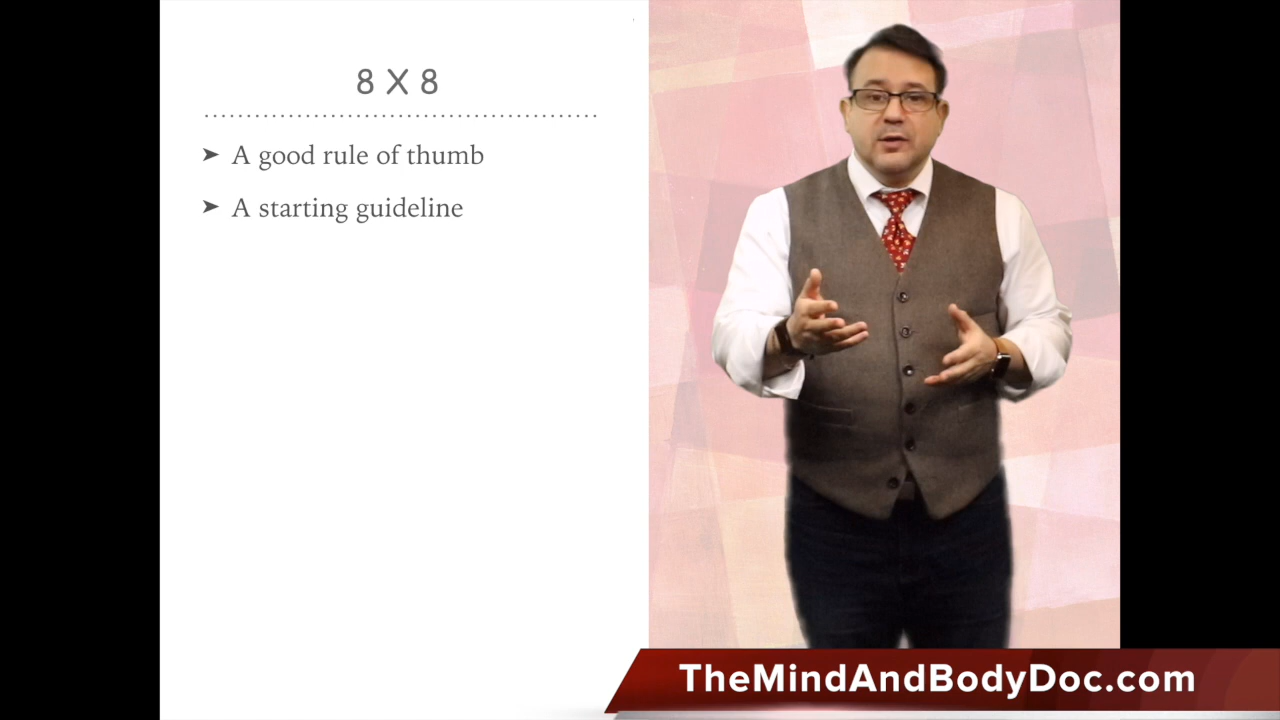 8 X 8
A good rule of thumb
A starting guideline
TheMindAndBodyDoc.com